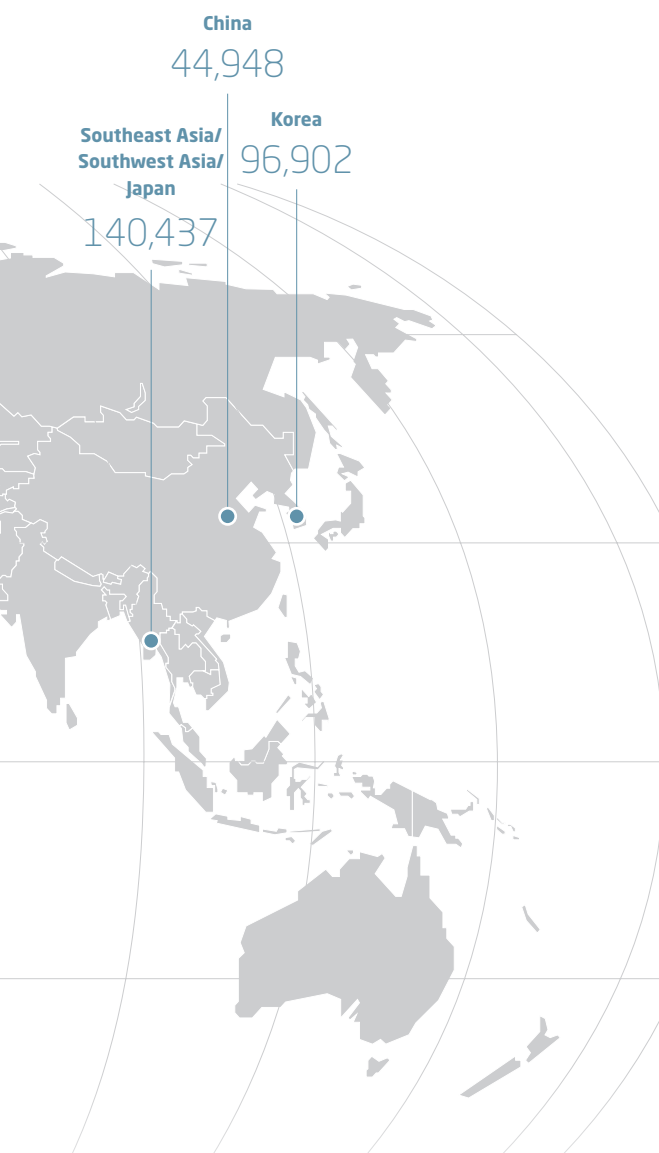 China
44,948
Korea
96,902
Southeast Asia/
Southwest Asia/
Japan
140,437